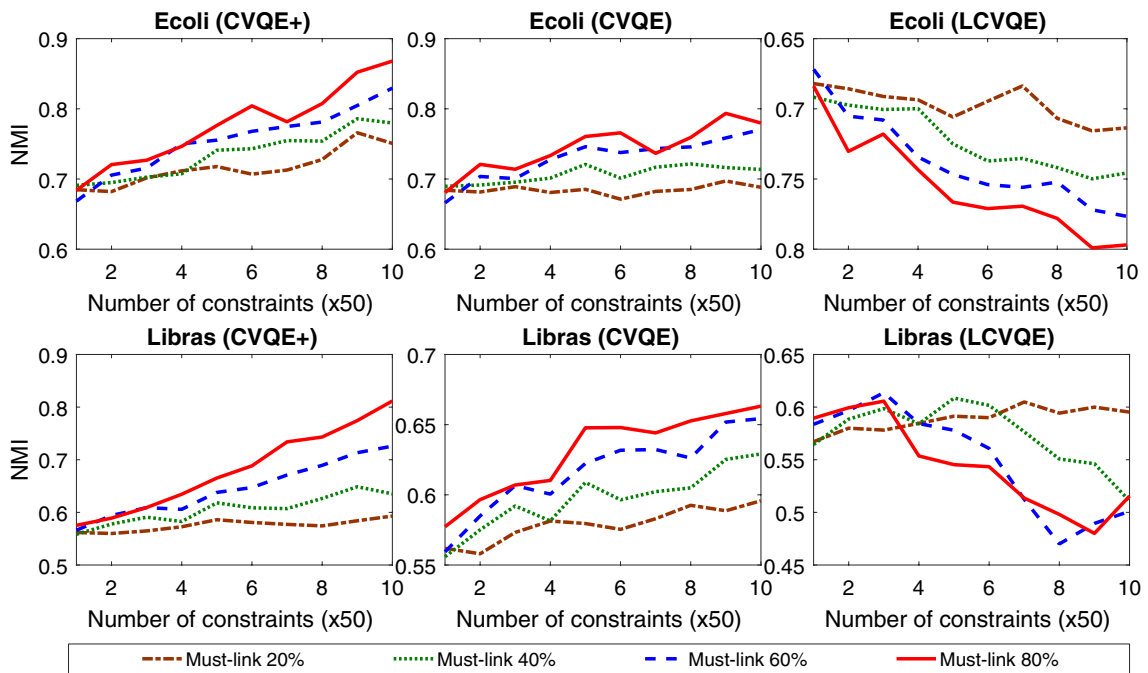 Ecoli (CVQE+)
Ecoli (CVQE)
Ecoli (LCVQE)
NMI
0.9
0.8
0.7
0.6
2 4 6 8 10
Number of constraints (x50)
0.9
0.8
0.7
0.6
2 4 6 8 10
Number of constraints (x50)
0.65
0.7
0.75
0.8
2 4 6 8 10
Number of constraints (x50)
Libras (CVQE+)
Libras (CVQE)
Libras (LCVQE)
NMI
0.9
0.8
0.7
0.6
0.5
2 4 6 8 10
Number of constraints (x50)
0.7
0.65
0.6
0.55
2 4 6 8 10
Number of constraints (x50)
0.65
0.6
0.55
0.5
0.45
2 4 6 8 10
Number of constraints (x50)
Must-link 20%
Must-link 40%
Must-link 60%
Must-link 80%